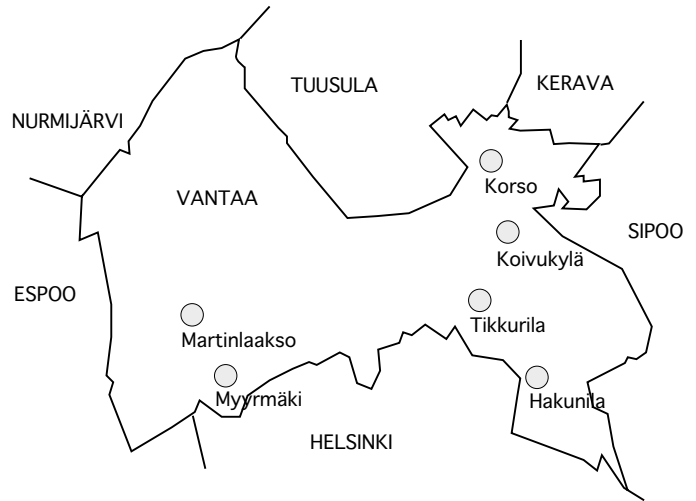 TUUSULA
KERAVA
NURMIJÄRVI
Korso
VANTAA
SIPOO
Koivukylä
ESPOO
Tikkurila
Martinlaakso
Myyrmäki
Hakunila
HELSINKI